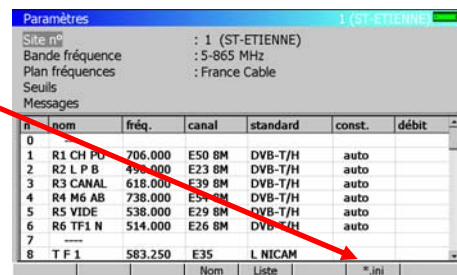 Paramètres 1 (ST-ETIENNE)
Site n° : 1 (ST-ETIENNE)
Bande fréquence : 5-865 MHz
Plan fréquences : France Cable
Seuils
Messages
n° nom fréq. canal standard const. débit
0 ----
1 R1 CH PU 706.000 E50 8M DVB-T/H auto
2 R2 L P B 498.000 E23 8M DVB-T/H auto
3 R3 CANAL 618.000 E39 8M DVB-T/H auto
4 R4 M6 AB 738.000 E54 8M DVB-T/H auto
5 R5 VIDE 538.000 E29 8M DVB-T/H auto
6 R6 TF1 N 514.000 E26 8M DVB-T/H auto
7 ----
8 T F 1 583.250 E35 L NICAM
Nom Liste *.ini